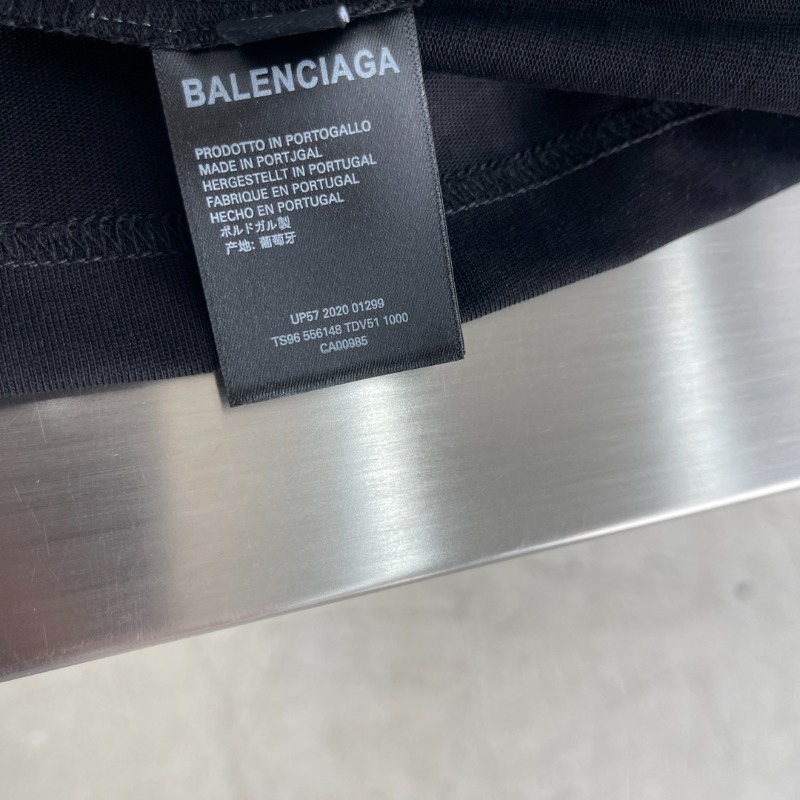 BALENCIAGA
PRODOTTO IN PORTOGALLO
MADE IN PORTJGAL
HERGESTELLT IN PORTUGAL
FABRIQUE EN PORTUGAL
HECHO EN PORTUGAL
ポルドガル製
产地: 葡萄牙
UP57 2020 01299
TS96 556148 TDV51 1000
CA00985